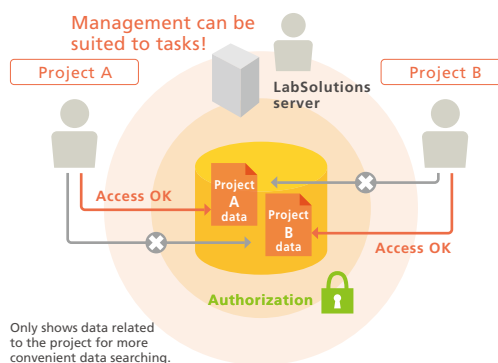 Management can be
suited to tasks!
Project A
Project B
LabSolutions
server
Access OK
Project
A
data
Project
B
data
Access OK
Authorization
Only shows data related
to the project for more
convenient data searching.